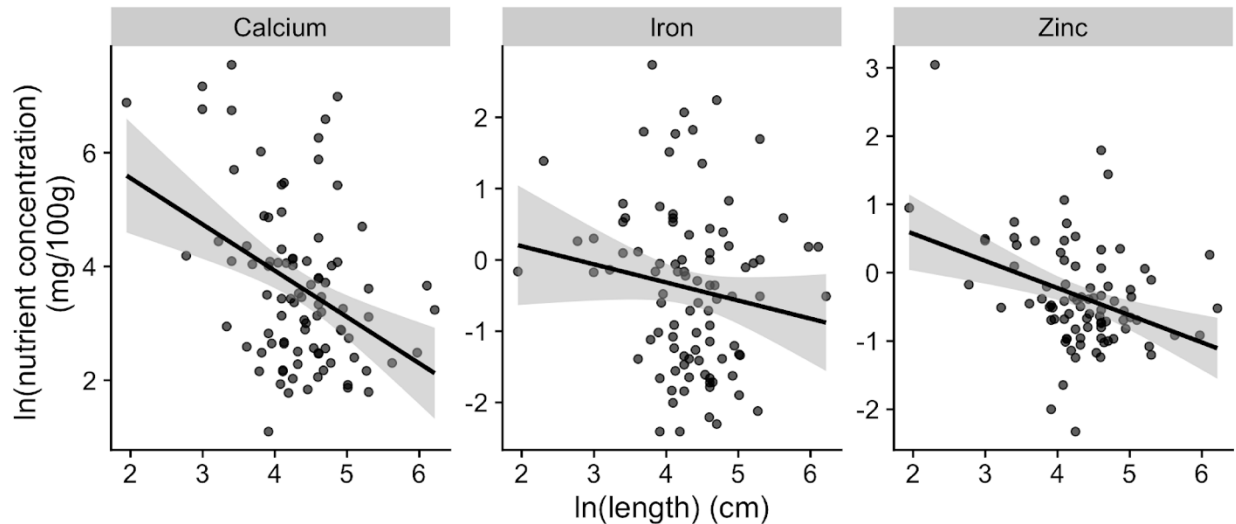 Calcium
Iron
Zinc
ln(nutrient concentration)
(mg/100g)
6
4
2
2
1
0
-1
-2
3
2
1
0
-1
-2
2 3 4 5 6
2 3 4 5 6
2 3 4 5 6
ln(length) (cm)